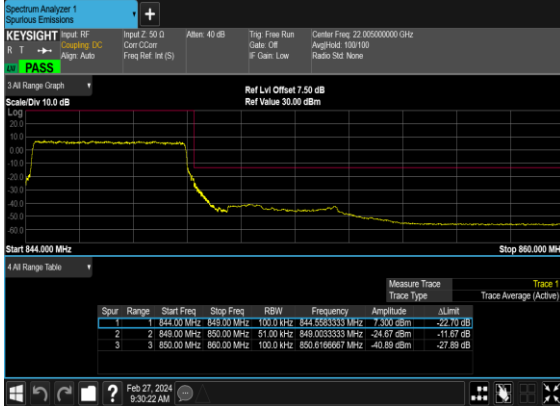 Spectrum Analyzer 1
Spurious Emissions
+
KEYSIGHT Input: RF Input Z: 50 Ω Atten: 40 dB Trig: Free Run Center Freq: 22.005000000 GHz
R T Coupling: DC Corr CCorr Gate: Off Avg|Hold: 100/100
Align: Auto Freq Ref: Int (S) IF Gain: Low Radio Std: None
LXI PASS
3 All Range Graph
Ref Lvl Offset 7.50 dB
Scale/Div 10.0 dB Ref Value 30.00 dBm
Log
20.0
10.0
0.00
-10.0
-20.0
-30.0
-40.0
-50.0
-60.0
Start 844.000 MHz Stop 860.000 MHz
4 All Range Table
Measure Trace Trace 1
Trace Type Trace Average (Active)
Spur Range Start Freq Stop Freq RBW Frequency Amplitude ΔLimit
1 1 844.00 MHz 849.00 MHz 100.0 kHz 844.5583333 MHz 7.300 dBm -22.70 dB
2 2 849.00 MHz 850.00 MHz 51.00 kHz 849.0033333 MHz -24.67 dBm -11.67 dB
3 3 850.00 MHz 860.00 MHz 100.0 kHz 850.6166667 MHz -40.89 dBm -27.89 dB
?
Feb 27, 2024
9:30:22 AM